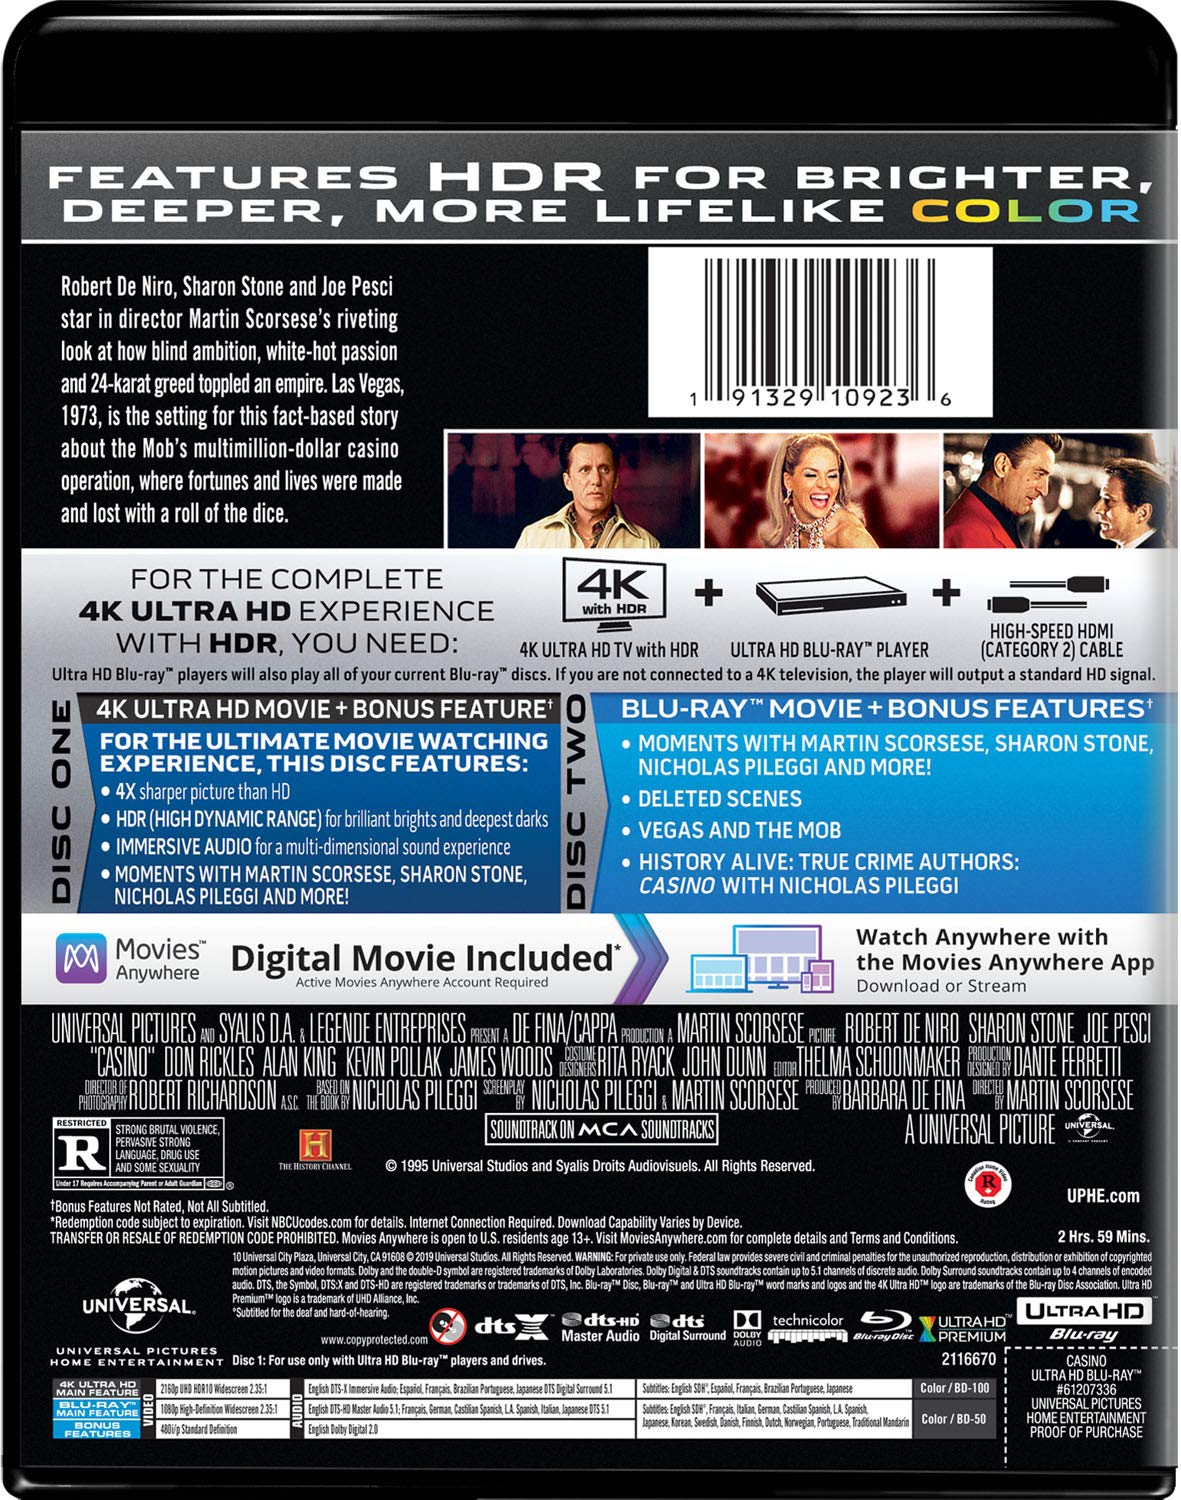 FEATURES HDR FOR BRIGHTER,
DEEPER, MORE LIFELIKE COLOR
Robert De Niro, Sharon Stone and Joe Pesci
star in director Martin Scorsese's riveting
look at how blind ambition, white-hot passion
and 24-karat greed toppled an empire. Las Vegas,
1973, is the setting for this fact-based story
about the Mob's multimillion-dollar casino
operation, where fortunes and lives were made
and lost with a roll of the dice.
1 91329 10923 6
FOR THE COMPLETE
4K ULTRA HD EXPERIENCE
WITH HDR, YOU NEED:
4K
with HDR
4K ULTRA HD TV with HDR
+
ULTRA HD BLU-RAY™ PLAYER
+
HIGH-SPEED HDMI
(CATEGORY 2) CABLE
Ultra HD Blu-ray™ players will also play all of your current Blu-ray™ discs. If you are not connected to a 4K television, the player will output a standard HD signal.
DISC ONE
4K ULTRA HD MOVIE + BONUS FEATURE†
FOR THE ULTIMATE MOVIE WATCHING
EXPERIENCE, THIS DISC FEATURES:
• 4X sharper picture than HD
• HDR (HIGH DYNAMIC RANGE) for brilliant brights and deepest darks
• IMMERSIVE AUDIO for a multi-dimensional sound experience
• MOMENTS WITH MARTIN SCORSESE, SHARON STONE,
NICHOLAS PILEGGI AND MORE!
DISC TWO
BLU-RAY™ MOVIE + BONUS FEATURES†
• MOMENTS WITH MARTIN SCORSESE, SHARON STONE,
NICHOLAS PILEGGI AND MORE!
• DELETED SCENES
• VEGAS AND THE MOB
• HISTORY ALIVE: TRUE CRIME AUTHORS:
CASINO WITH NICHOLAS PILEGGI
Movies™
Anywhere
Digital Movie Included*
Active Movies Anywhere Account Required
Watch Anywhere with
the Movies Anywhere App
Download or Stream
UNIVERSAL PICTURES AND SYALIS D.A. & LEGENDE ENTREPRISES PRESENT A DE FINA/CAPPA PRODUCTION A MARTIN SCORSESE PICTURE ROBERT DE NIRO SHARON STONE JOE PESCI
"CASINO" DON RICKLES ALAN KING KEVIN POLLAK JAMES WOODS COSTUME DESIGNERS RITA RYACK JOHN DUNN EDITOR THELMA SCHOONMAKER PRODUCTION DESIGNED BY DANTE FERRETTI
DIRECTOR OF PHOTOGRAPHY ROBERT RICHARDSON A.S.C. BASED ON THE BOOK BY NICHOLAS PILEGGI SCREENPLAY BY NICHOLAS PILEGGI & MARTIN SCORSESE PRODUCED BY BARBARA DE FINA DIRECTED BY MARTIN SCORSESE
SOUNDTRACK ON MCA SOUNDTRACKS
A UNIVERSAL PICTURE
UNIVERSAL
RESTRICTED
R
STRONG BRUTAL VIOLENCE,
PERVASIVE STRONG
LANGUAGE, DRUG USE
AND SOME SEXUALITY
Under 17 Requires Accompanying Parent or Adult Guardian ®
H
THE HISTORY CHANNEL
© 1995 Universal Studios and Syalis Droits Audiovisuels. All Rights Reserved.
Canadian Home Video
R
Rating
UPHE.com
†Bonus Features Not Rated, Not All Subtitled.
*Redemption code subject to expiration. Visit NBCUcodes.com for details. Internet Connection Required. Download Capability Varies by Device.
TRANSFER OR RESALE OF REDEMPTION CODE PROHIBITED. Movies Anywhere is open to U.S. residents age 13+. Visit MoviesAnywhere.com for complete details and Terms and Conditions.
2 Hrs. 59 Mins.
10 Universal City Plaza, Universal City, CA 91608 © 2019 Universal Studios. All Rights Reserved. WARNING: For private use only. Federal law provides severe civil and criminal penalties for the unauthorized reproduction, distribution or exhibition of copyrighted
motion pictures and video formats. Dolby and the double-D symbol are registered trademarks of Dolby Laboratories. Dolby Digital & DTS soundtracks contain up to 5.1 channels of discrete audio. Dolby Surround soundtracks contain up to 4 channels of encoded
audio. DTS, the Symbol, DTS:X and DTS-HD are registered trademarks or trademarks of DTS, Inc. Blu-ray™ Disc, Blu-ray™ and Ultra HD Blu-ray™ word marks and logos and the 4K Ultra HD™ logo are trademarks of the Blu-ray Disc Association. Ultra HD
Premium™ logo is a trademark of UHD Alliance, Inc.
°Subtitled for the deaf and hard-of-hearing.
UNIVERSAL
UNIVERSAL PICTURES
HOME ENTERTAINMENT
www.copyprotected.com
dts X
dts-HD
Master Audio
dts
Digital Surround
DOLBY
AUDIO
technicolor
Blu-ray Disc
ULTRA HD
PREMIUM
ULTRA HD
Blu-ray
Disc 1: For use only with Ultra HD Blu-ray™ players and drives.
2116670
4K ULTRA HD
MAIN FEATURE
BLU-RAY™
MAIN FEATURE
BONUS
FEATURES
VIDEO
2160p UHD HDR10 Widescreen 2.35:1
1080p High-Definition Widescreen 2.35:1
480i/p Standard Definition
AUDIO
English DTS-X Immersive Audio; Español, Français, Brazilian Portuguese, Japanese DTS Digital Surround 5.1
English DTS-HD Master Audio 5.1; Français, German, Castilian Spanish, L.A. Spanish, Italian, Japanese DTS 5.1
English Dolby Digital 2.0
Subtitles: English SDH°, Español, Français, Brazilian Portuguese, Japanese
Subtitles: English SDH°, Français, Italian, German, Castilian Spanish, L.A. Spanish,
Japanese, Korean, Swedish, Danish, Finnish, Dutch, Norwegian, Portuguese, Traditional Mandarin
Color / BD-100
Color / BD-50
CASINO
ULTRA HD BLU-RAY™
#61207336
UNIVERSAL PICTURES
HOME ENTERTAINMENT
PROOF OF PURCHASE